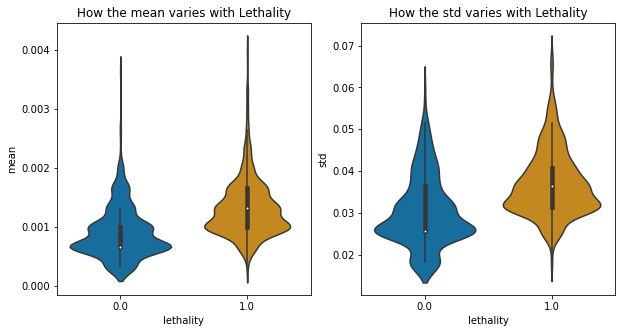 How the mean varies with Lethality
0.004
0.003
0.002
0.001
0.000
mean
0.0
1.0
lethality
How the std varies with Lethality
0.07
0.06
0.05
0.04
0.03
0.02
std
0.0
1.0
lethality